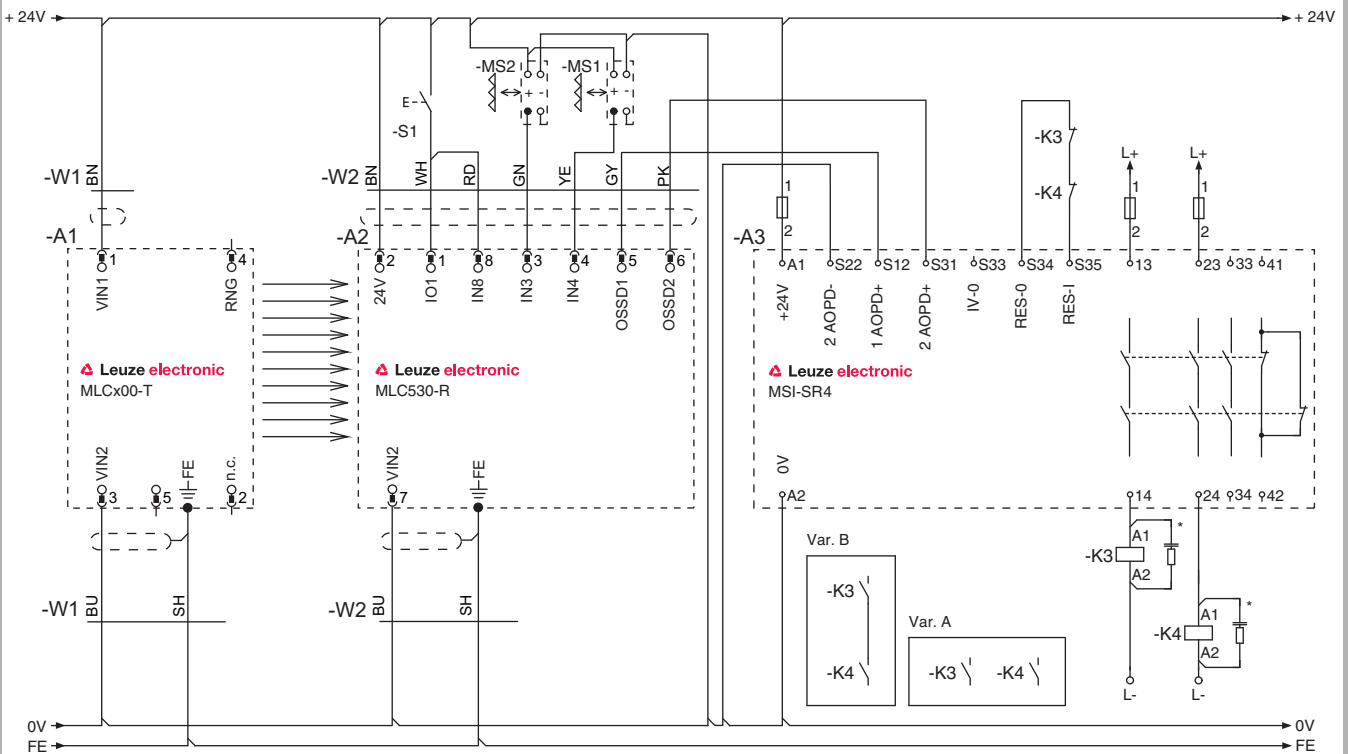 + 24V
+ 24V
-MS2
-MS1
+ -
+ -
E
-S1
-K3
-K4
L+
L+
-W1
BN
-W2
BN
WH
RD
GN
YE
GY
PK
1
2
1
2
1
2
-A1
-A2
-A3
1
4
2
1
8
3
4
5
6
A1
S22
S12
S31
S33
S34
S35
13
23
33
41
VIN1
RNG
24V
IO1
IN8
IN3
IN4
OSSD1
OSSD2
+24V
2 AOPD-
1 AOPD+
2 AOPD+
IV-0
RES-0
RES-I
Leuze electronic
MLCx00-T
Leuze electronic
MLC530-R
Leuze electronic
MSI-SR4
VIN2
FE
n.c.
VIN2
FE
0V
3
5
2
7
A2
14
24
34
42
Var. B
-K3
-K4
Var. A
-K3
-K4
-K3
A1
A2
*
-K4
A1
A2
*
L-
L-
-W1
BU
SH
-W2
BU
SH
0V
0V
FE
FE